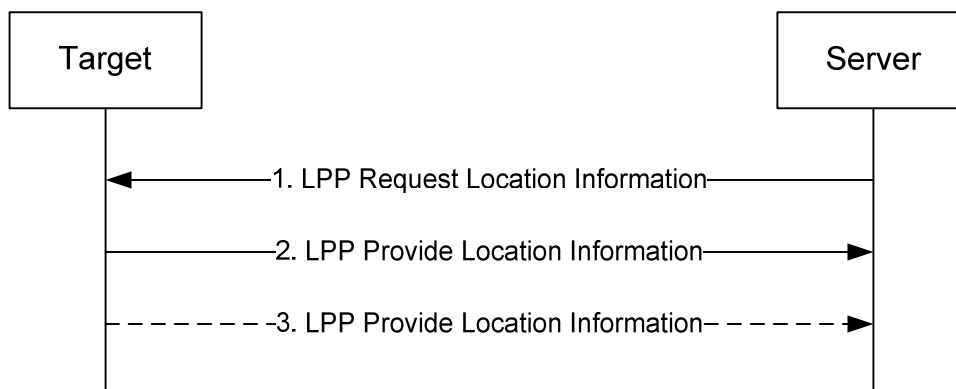 Target
Server
1. LPP Request Location Information
2. LPP Provide Location Information
3. LPP Provide Location Information